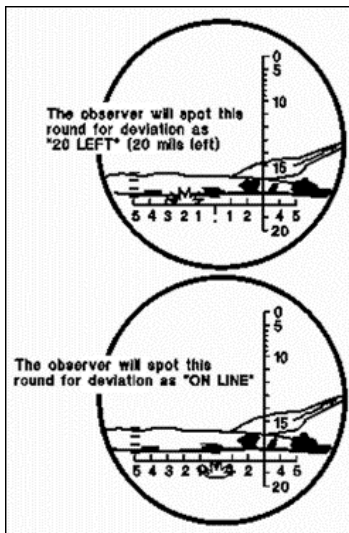 0
5
The observer will spot this
round for deviation as
"20 LEFT" (20 mils left)
10
15
5 4 3 2 1 1 2 4 5
20
0
5
The observer will spot this
round for deviation as "ON LINE"
10
15
5 4 3 2 2 4 5
20